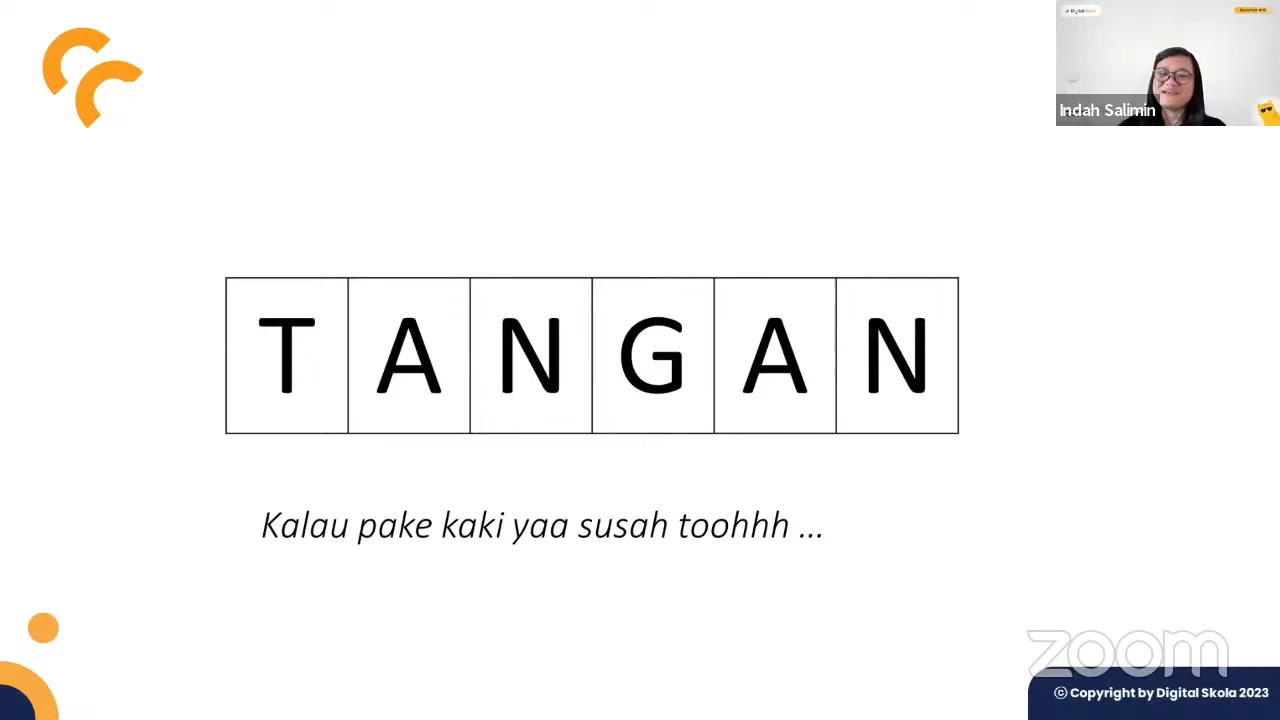 Indah Salimin
TANGAN
Kalau pake kaki yaa susah toohhh ...
zoom
© Copyright by Digital Skola 2023